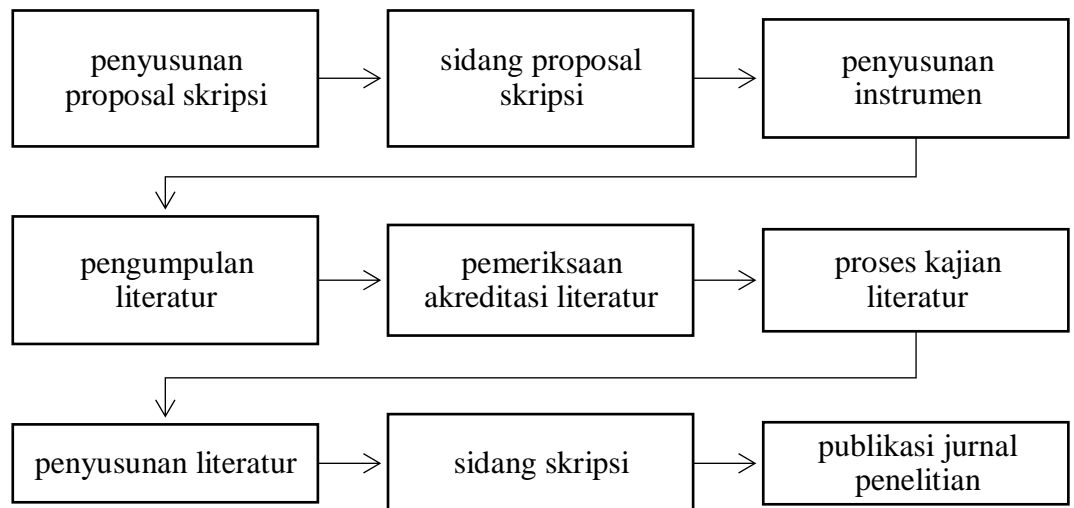 penyusunan
proposal skripsi
sidang proposal
skripsi
penyusunan
instrumen
pengumpulan
literatur
pemeriksaan
akreditasi literatur
proses kajian
literatur
penyusunan literatur
sidang skripsi
publikasi jurnal
penelitian